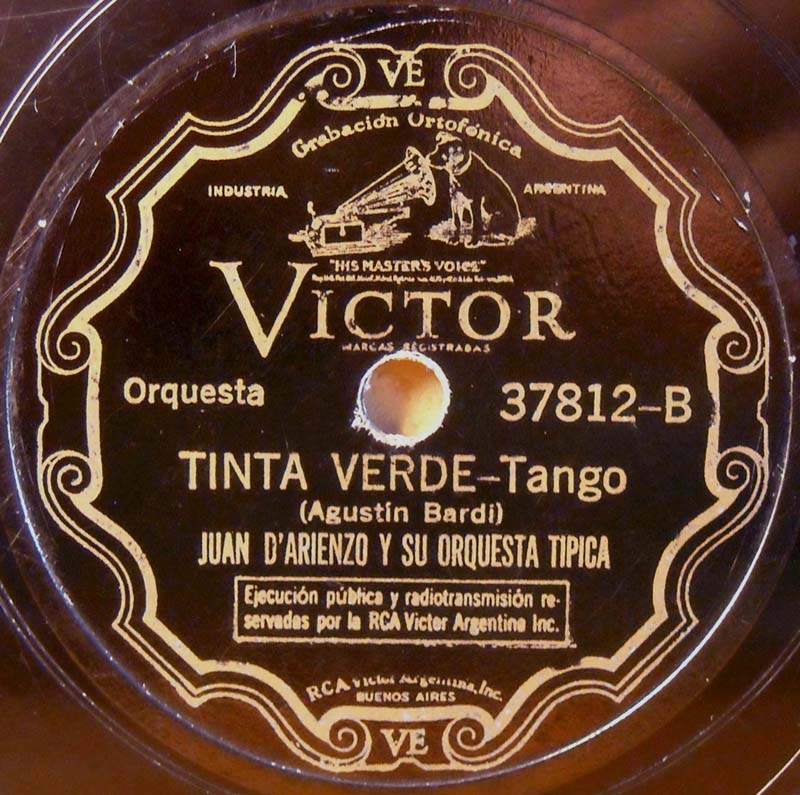 VE
Grabación Ortofónica
INDUSTRIA ARGENTINA
"HIS MASTER'S VOICE"
VICTOR
MARCAS REGISTRADAS
Orquesta 37812-B
TINTA VERDE-Tango
(Agustín Bardi)
JUAN D'ARIENZO Y SU ORQUESTA TIPICA
Ejecución pública y radiotransmisión re-
servadas por la RCA Victor Argentina Inc.
RCA Victor Argentina, Inc.
BUENOS AIRES
VE